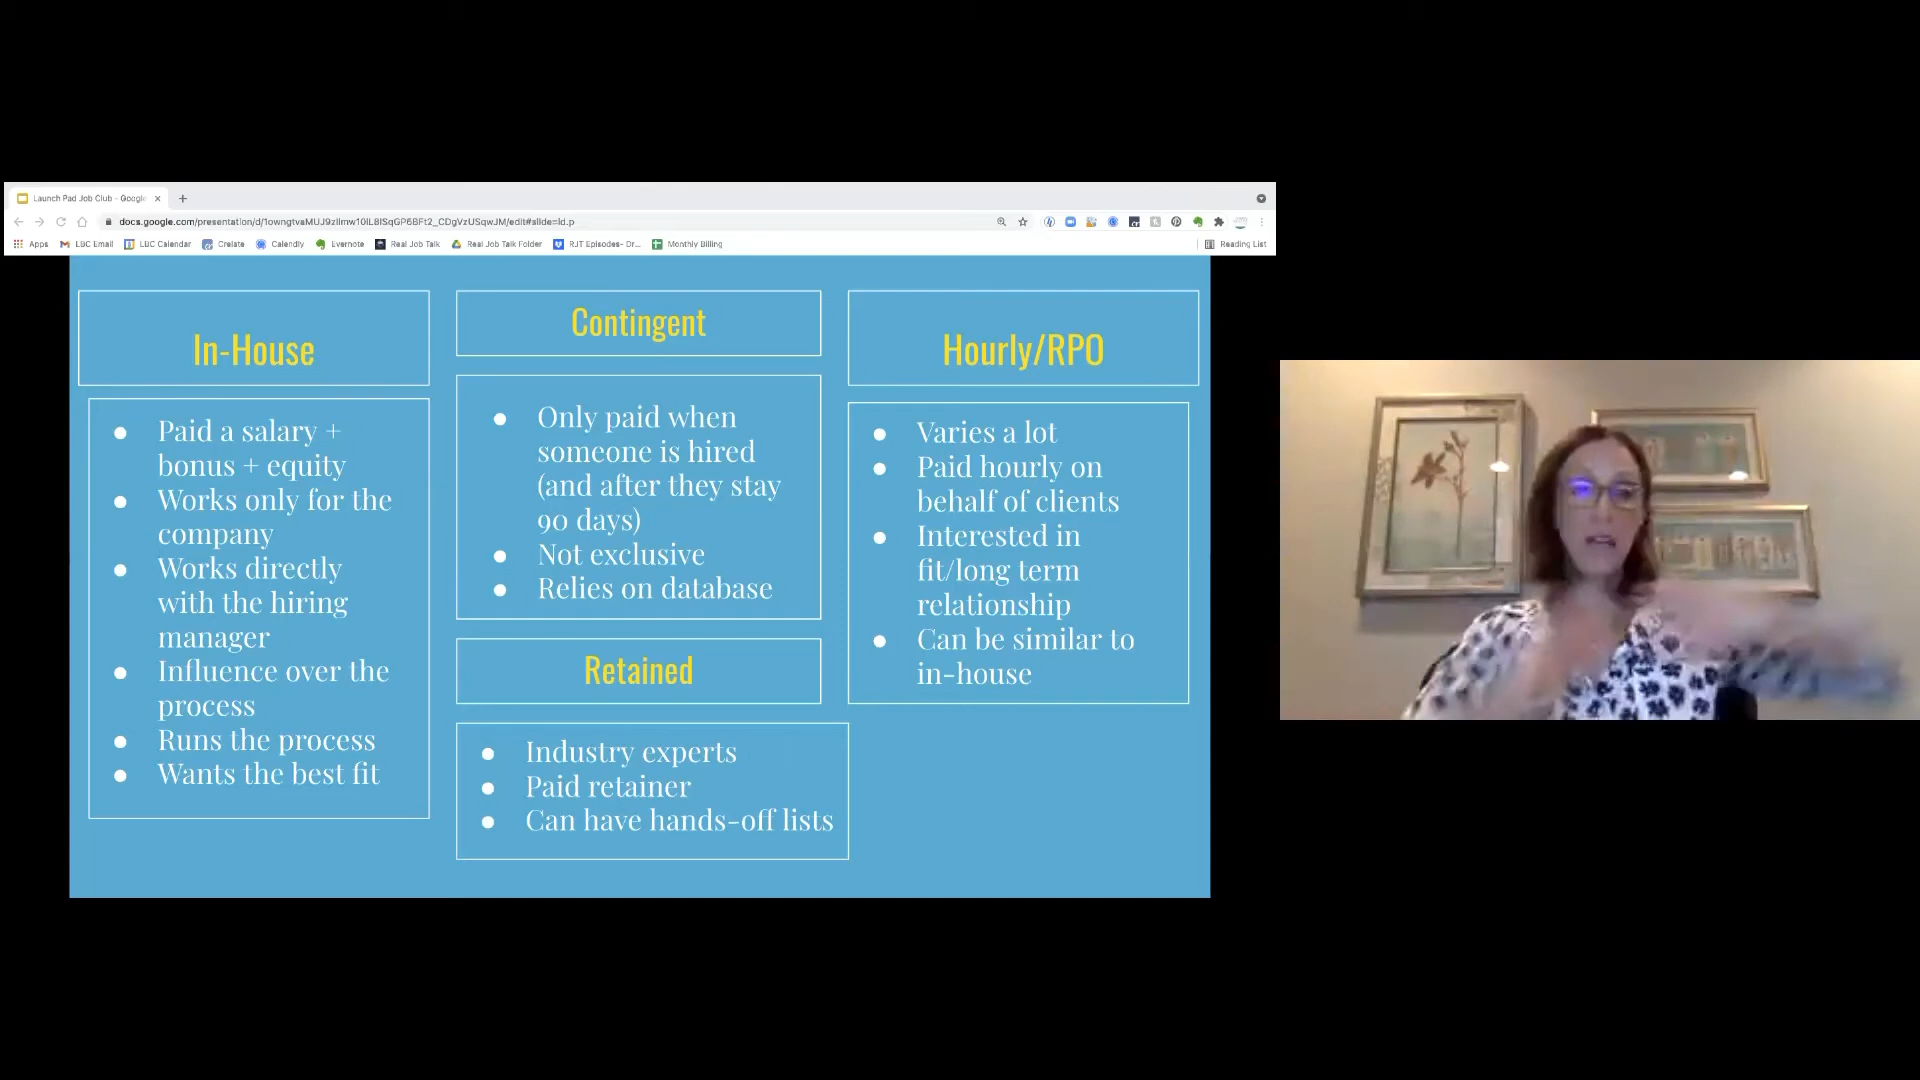 Launch Pad Job Club - Google
docs.google.com/presentation/d/
Apps LBC Email LBC Calendar Create Calendly Evernote Real Job Talk Real Job Talk Folder RJT Episodes- Dr... Monthly Billing Reading List
In-House
Paid a salary +
bonus + equity
Works only for the
company
Works directly
with the hiring
manager
Influence over the
process
Runs the process
Wants the best fit
Contingent
Only paid when
someone is hired
(and after they stay
90 days)
Not exclusive
Relies on database
Retained
Industry experts
Paid retainer
Can have hands-off lists
Hourly/RPO
Varies a lot
Paid hourly on
behalf of clients
Interested in
fit/long term
relationship
Can be similar to
in-house